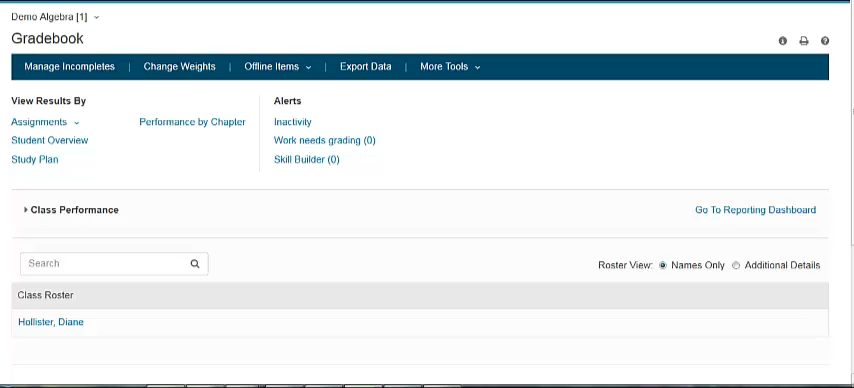 Demo Algebra [1]
Gradebook
Manage Incompletes | Change Weights | Offline Items | Export Data | More Tools
View Results By
Alerts
Assignments
Performance by Chapter
Inactivity
Student Overview
Work needs grading (0)
Study Plan
Skill Builder (0)
Class Performance
Go To Reporting Dashboard
Search
Roster View: Names Only Additional Details
Class Roster
Hollister, Diane